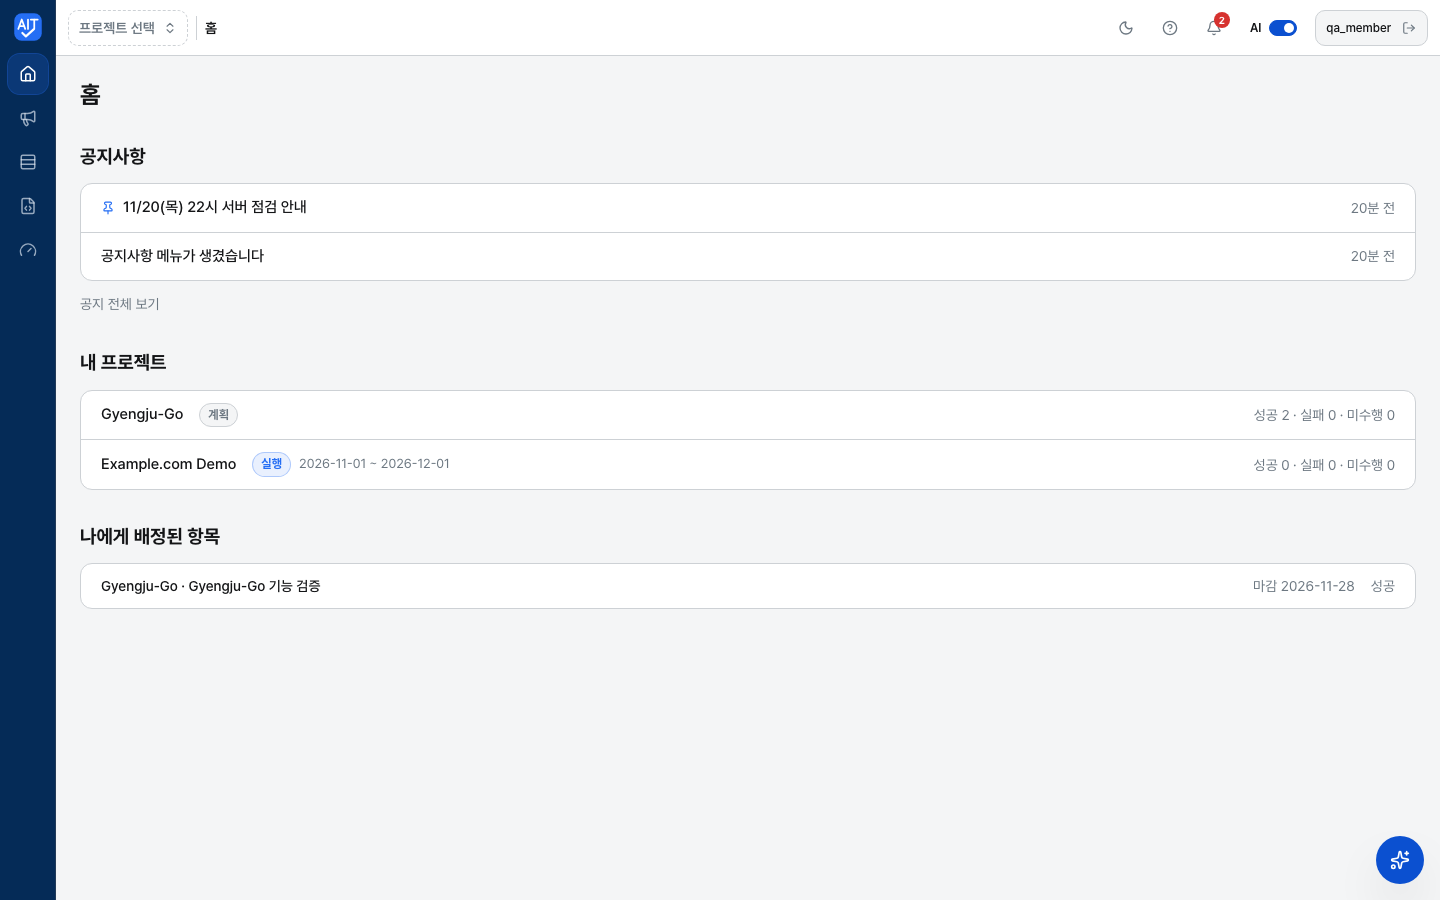 AIT
프로젝트 선택
홈
2
AI
qa_member
홈
공지사항
11/20(목) 22시 서버 점검 안내
20분 전
공지사항 메뉴가 생겼습니다
20분 전
공지 전체 보기
내 프로젝트
Gyengju-Go 계획
성공 2 · 실패 0 · 미수행 0
Example.com Demo 실행 2026-11-01 ~ 2026-12-01
성공 0 · 실패 0 · 미수행 0
나에게 배정된 항목
Gyengju-Go · Gyengju-Go 기능 검증
마감 2026-11-28 성공